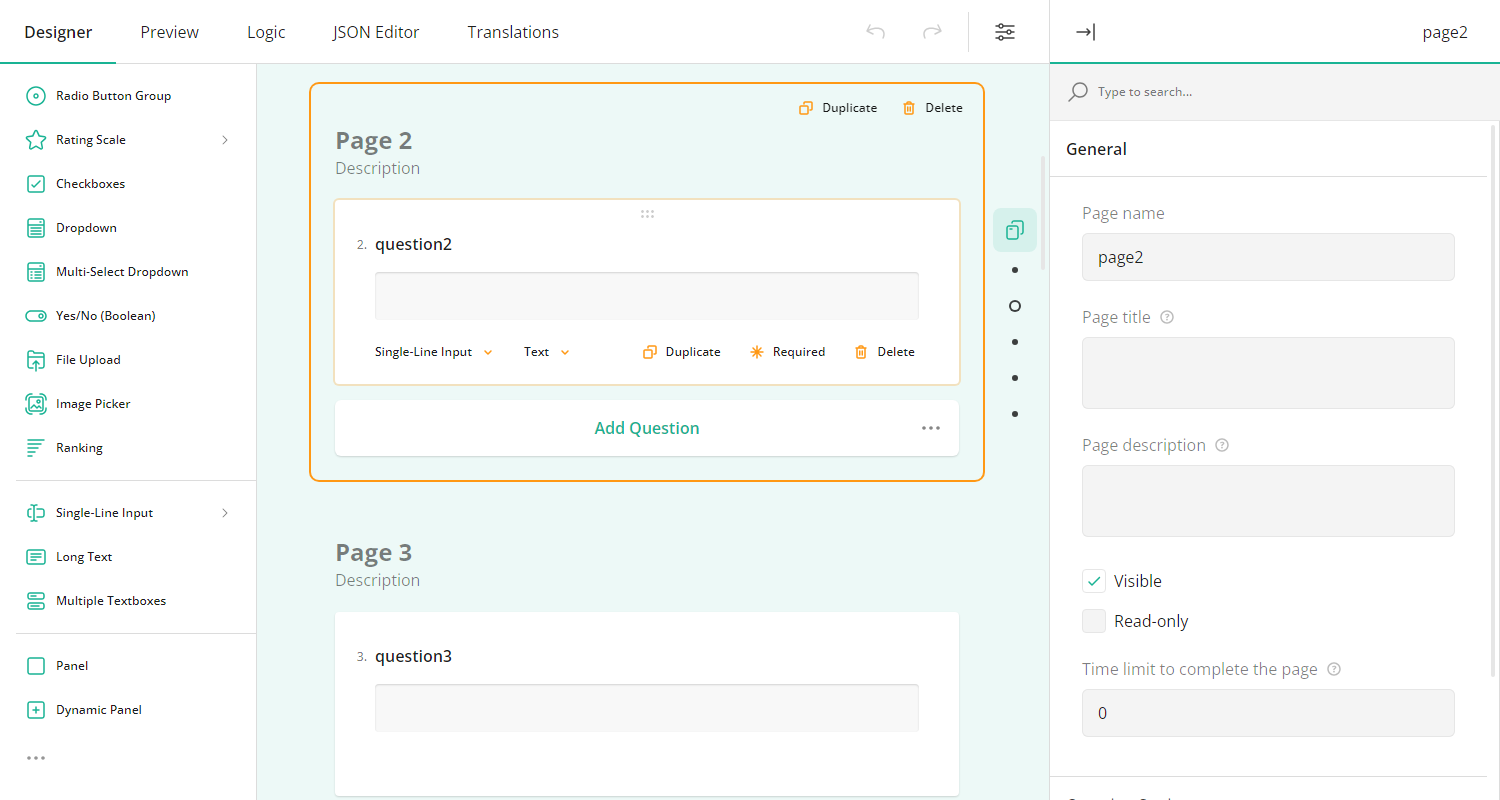 Designer
Preview
Logic
JSON Editor
Translations
page2
Radio Button Group
Rating Scale
Checkboxes
Dropdown
Multi-Select Dropdown
Yes/No (Boolean)
File Upload
Image Picker
Ranking
Single-Line Input
Long Text
Multiple Textboxes
Panel
Dynamic Panel
Duplicate
Delete
Page 2
Description
2. question2
Single-Line Input
Text
Duplicate
Required
Delete
Add Question
Page 3
Description
3. question3
Type to search...
General
Page name
page2
Page title
Page description
Visible
Read-only
Time limit to complete the page
0